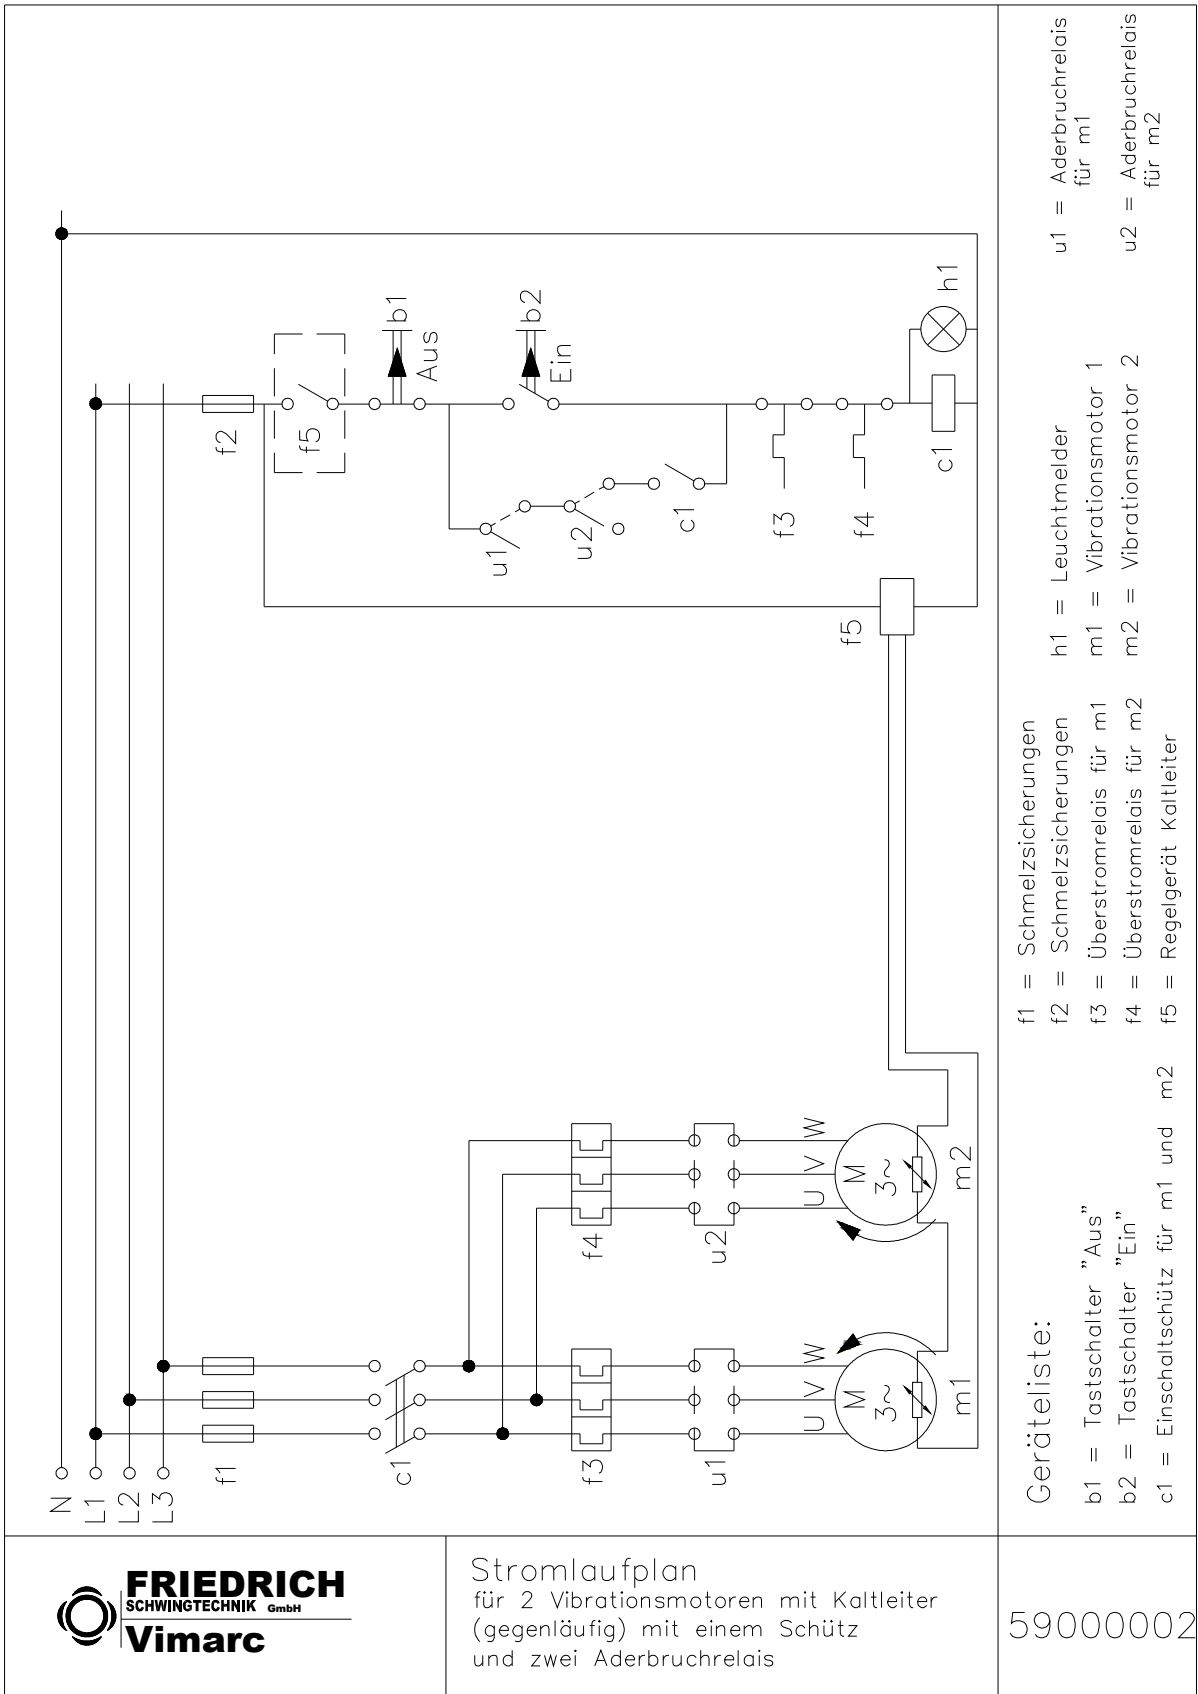 N
L1
L2
L3
f1
c1
f3
u1
U
V
W
M
3~
m1
f4
u2
U
V
W
M
3~
m2
f2
f5
b1
Aus
b2
Ein
u1
u2
c1
f3
f4
c1
h1
f5
Geräteliste:
b1 = Tastschalter "Aus"
b2 = Tastschalter "Ein"
c1 = Einschaltschütz für m1 und m2
f1 = Schmelzsicherungen
f2 = Schmelzsicherungen
f3 = Überstromrelais für m1
f4 = Überstromrelais für m2
f5 = Regelgerät Kaltleiter
h1 = Leuchtmelder
m1 = Vibrationsmotor 1
m2 = Vibrationsmotor 2
u1 = Aderbruchrelais
für m1
u2 = Aderbruchrelais
für m2
FRIEDRICH
SCHWINGTECHNIK GmbH
Vimarc
Stromlaufplan
für 2 Vibrationsmotoren mit Kaltleiter
(gegenläufig) mit einem Schütz
und zwei Aderbruchrelais
59000002